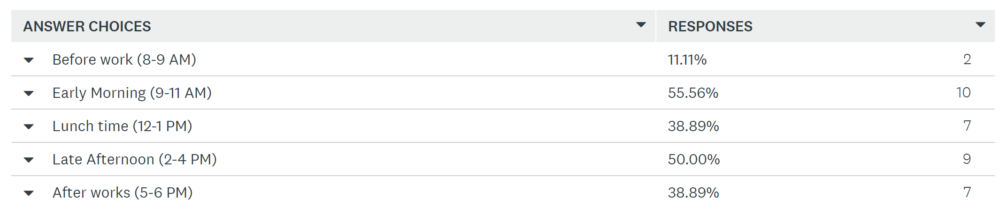 ANSWER CHOICES RESPONSES
Before work (8-9 AM) 11.11% 2
Early Morning (9-11 AM) 55.56% 10
Lunch time (12-1 PM) 38.89% 7
Late Afternoon (2-4 PM) 50.00% 9
After works (5-6 PM) 38.89% 7